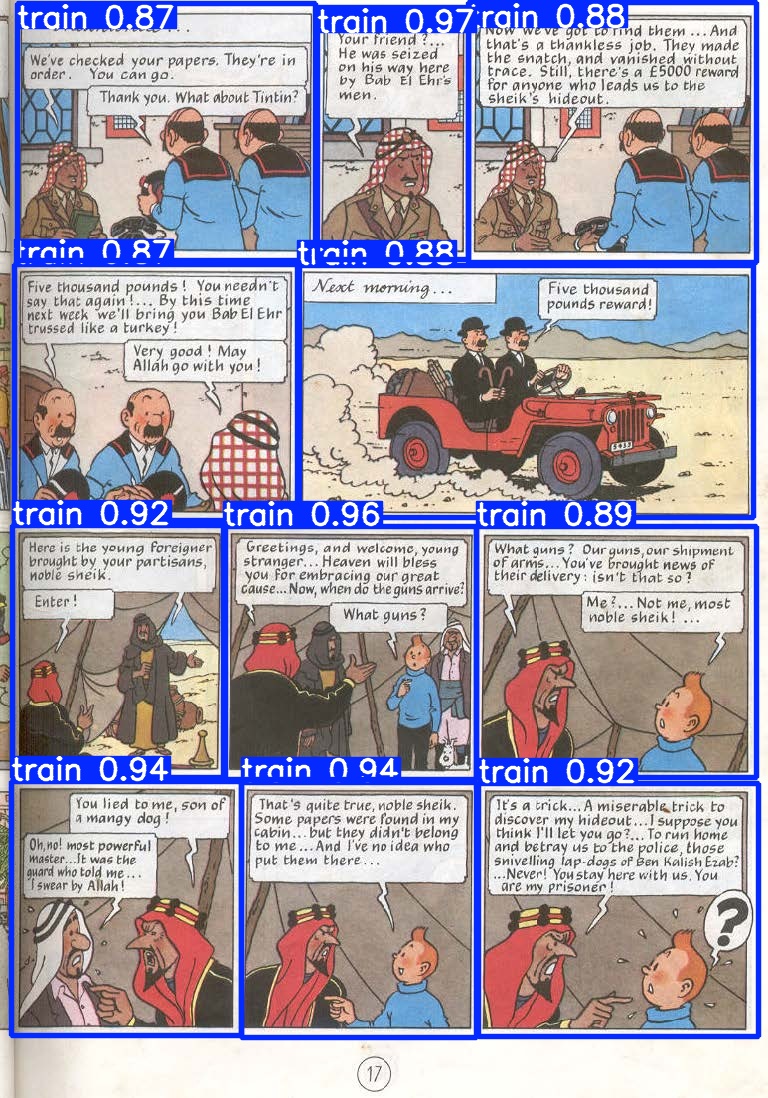 train 0.87
We've checked your papers. They're in
order. You can go.
Thank you. What about Tintin?
train 0.97
Your friend?...
He was seized
on his way here
by Bab El Ehr's
men.
train 0.88
Now we've got to find them...And
that's a thankless job. They made
the snatch, and vanished without
trace. Still, there's a £5000 reward
for anyone who leads us to the
sheik's hideout.
train 0.87
Five thousand pounds! You needn't
say that again!... By this time
next week we'll bring you Bab El Ehr
trussed like a turkey!
Very good! May
Allah go with you!
train 0.88
Next morning...
Five thousand
pounds reward!
train 0.92
Here is the young foreigner
brought by your partisans,
noble sheik.
Enter!
train 0.96
Greetings, and welcome, young
stranger... Heaven will bless
you for embracing our great
cause...Now, when do the guns arrive?
What guns?
train 0.89
What guns? Our guns, our shipment
of arms...You've brought news of
their delivery: isn't that so?
Me?... Not me, most
noble sheik! ...
train 0.94
You lied to me, son of
a mangy dog!
Oh, no! most powerful
master...It was the
guard who told me...
I swear by Allah!
train 0.94
That's quite true, noble sheik.
Some papers were found in my
cabin...but they didn't belong
to me...And I've no idea who
put them there...
train 0.92
It's a trick...A miserable trick to
discover my hideout...I suppose you
think I'll let you go?...To run home
and betray us to the police, those
snivelling lap-dogs of Ben Kalish Ezab?
...Never! You stay here with us. You
are my prisoner!
?
17